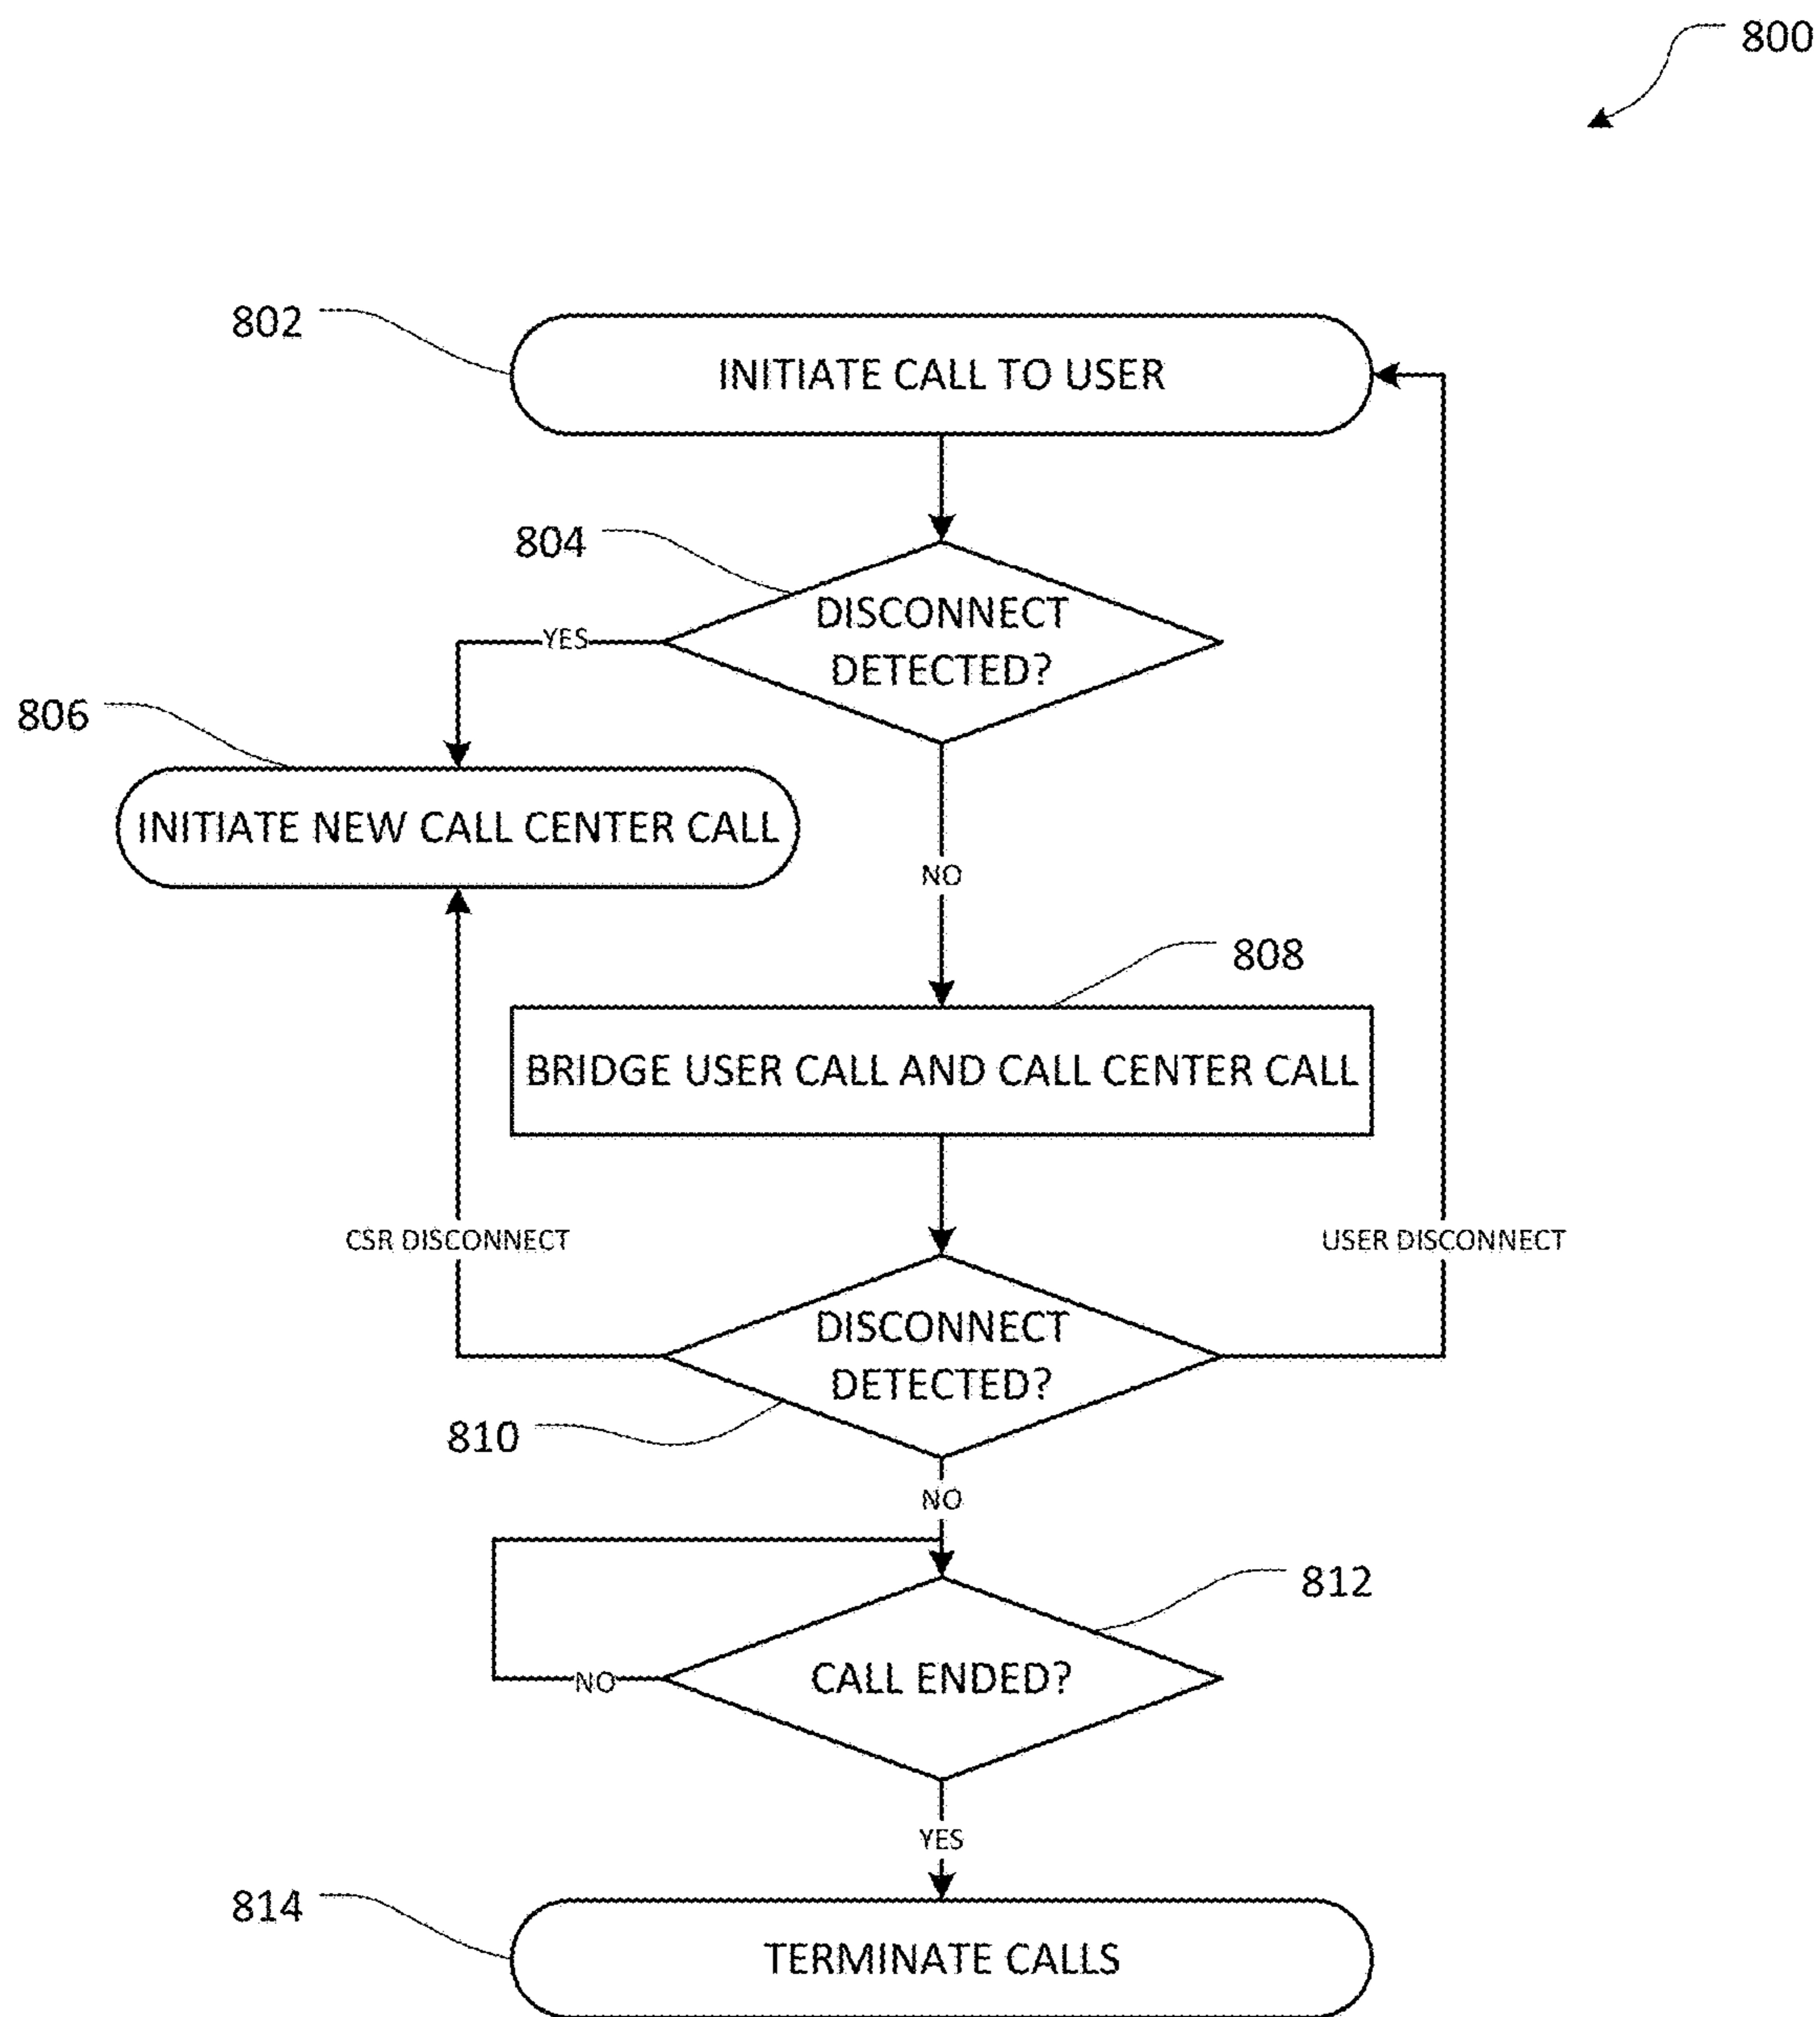 800
802
INITIATE CALL TO USER
804
DISCONNECT
DETECTED?
YES
806
INITIATE NEW CALL CENTER CALL
NO
808
BRIDGE USER CALL AND CALL CENTER CALL
CSR DISCONNECT
USER DISCONNECT
DISCONNECT
DETECTED?
810
NO
812
CALL ENDED?
NO
YES
814
TERMINATE CALLS